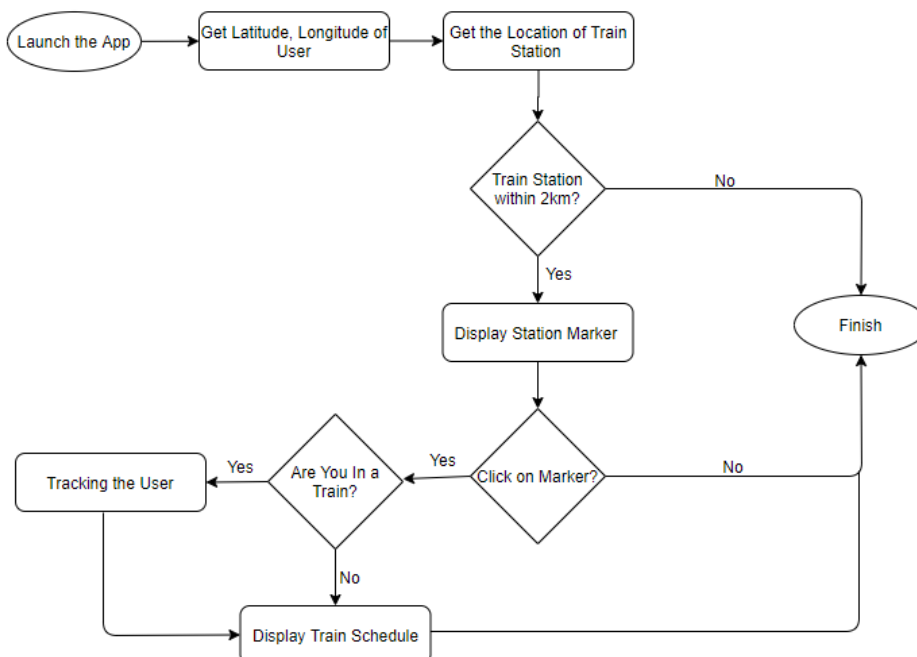 Launch the App
Get Latitude, Longitude of
User
Get the Location of Train
Station
Train Station
within 2km?
No
Yes
Display Station Marker
Finish
Click on Marker?
No
Yes
Are You In a
Train?
Yes
Tracking the User
No
Display Train Schedule